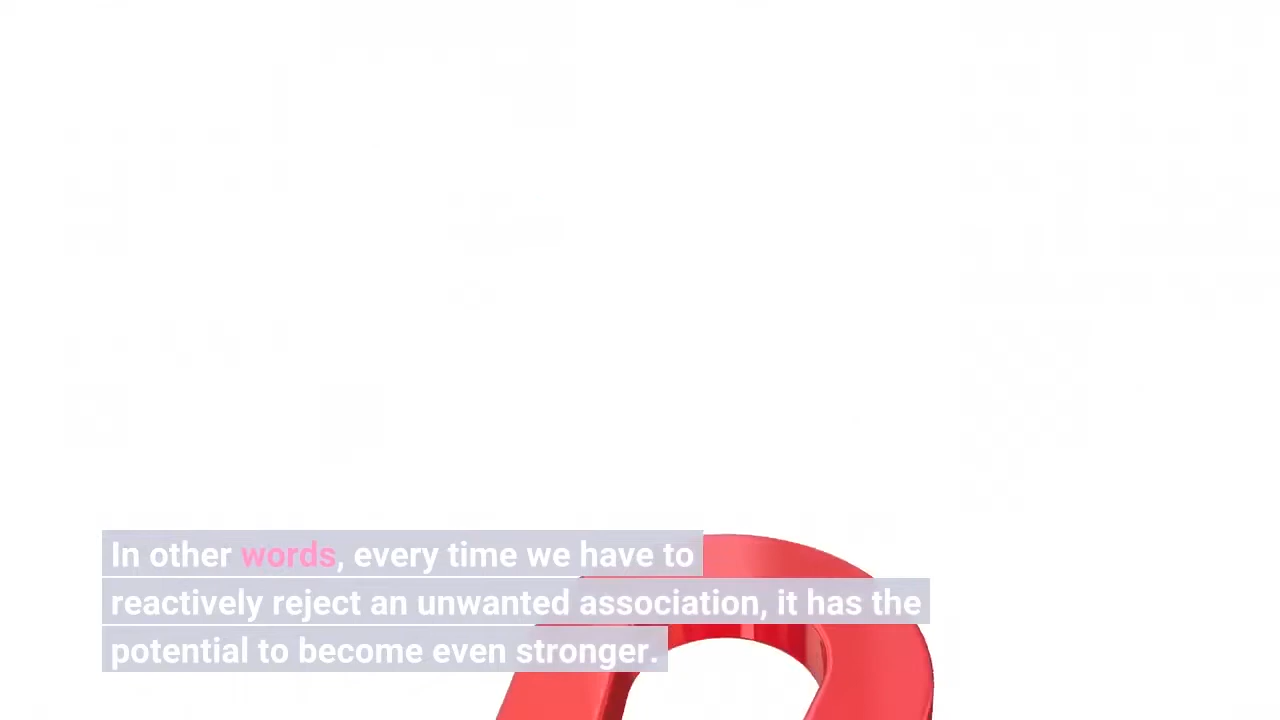 In other words, every time we have to
reactively reject an unwanted association, it has the
potential to become even stronger.